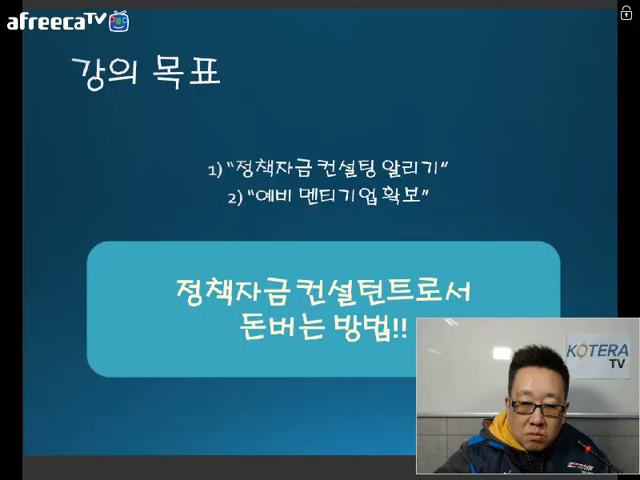 afreecaTV
강의 목표
1) "정책자금 컨설팅 알리기"
2) "예비 멘티기업확보"
정책자금 컨설턴트로서
돈버는 방법!!
KOTERA
TV